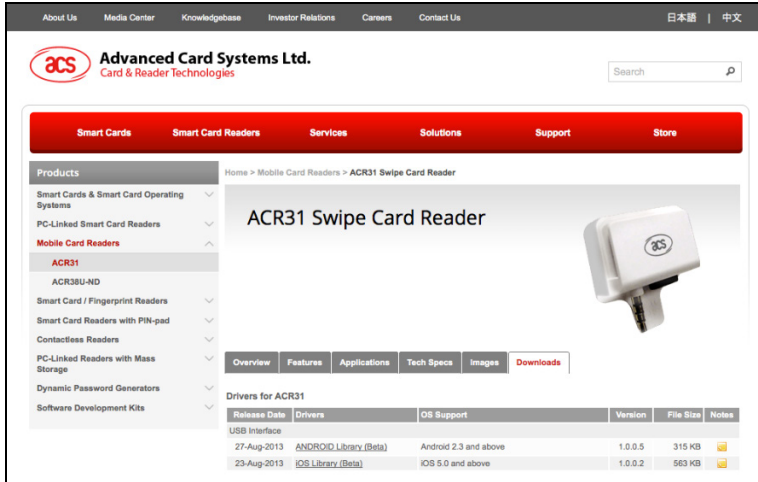 About Us Media Center Knowledgebase Investor Relations Careers Contact Us 日本語 | 中文
acs
Advanced Card Systems Ltd.
Card & Reader Technologies
Search
Smart Cards Smart Card Readers Services Solutions Support Store
Products
Home > Mobile Card Readers > ACR31 Swipe Card Reader
Smart Cards & Smart Card Operating
Systems
PC-Linked Smart Card Readers
Mobile Card Readers
ACR31
ACR38U-ND
Smart Card / Fingerprint Readers
Smart Card Readers with PIN-pad
Contactless Readers
PC-Linked Readers with Mass
Storage
Dynamic Password Generators
Software Development Kits
ACR31 Swipe Card Reader
acs
Overview Features Applications Tech Specs Images Downloads
Drivers for ACR31
Release Date Drivers OS Support Version File Size Notes
USB Interface
27-Aug-2013 ANDROID Library (Beta) Android 2.3 and above 1.0.0.5 315 KB
23-Aug-2013 iOS Library (Beta) iOS 5.0 and above 1.0.0.2 563 KB